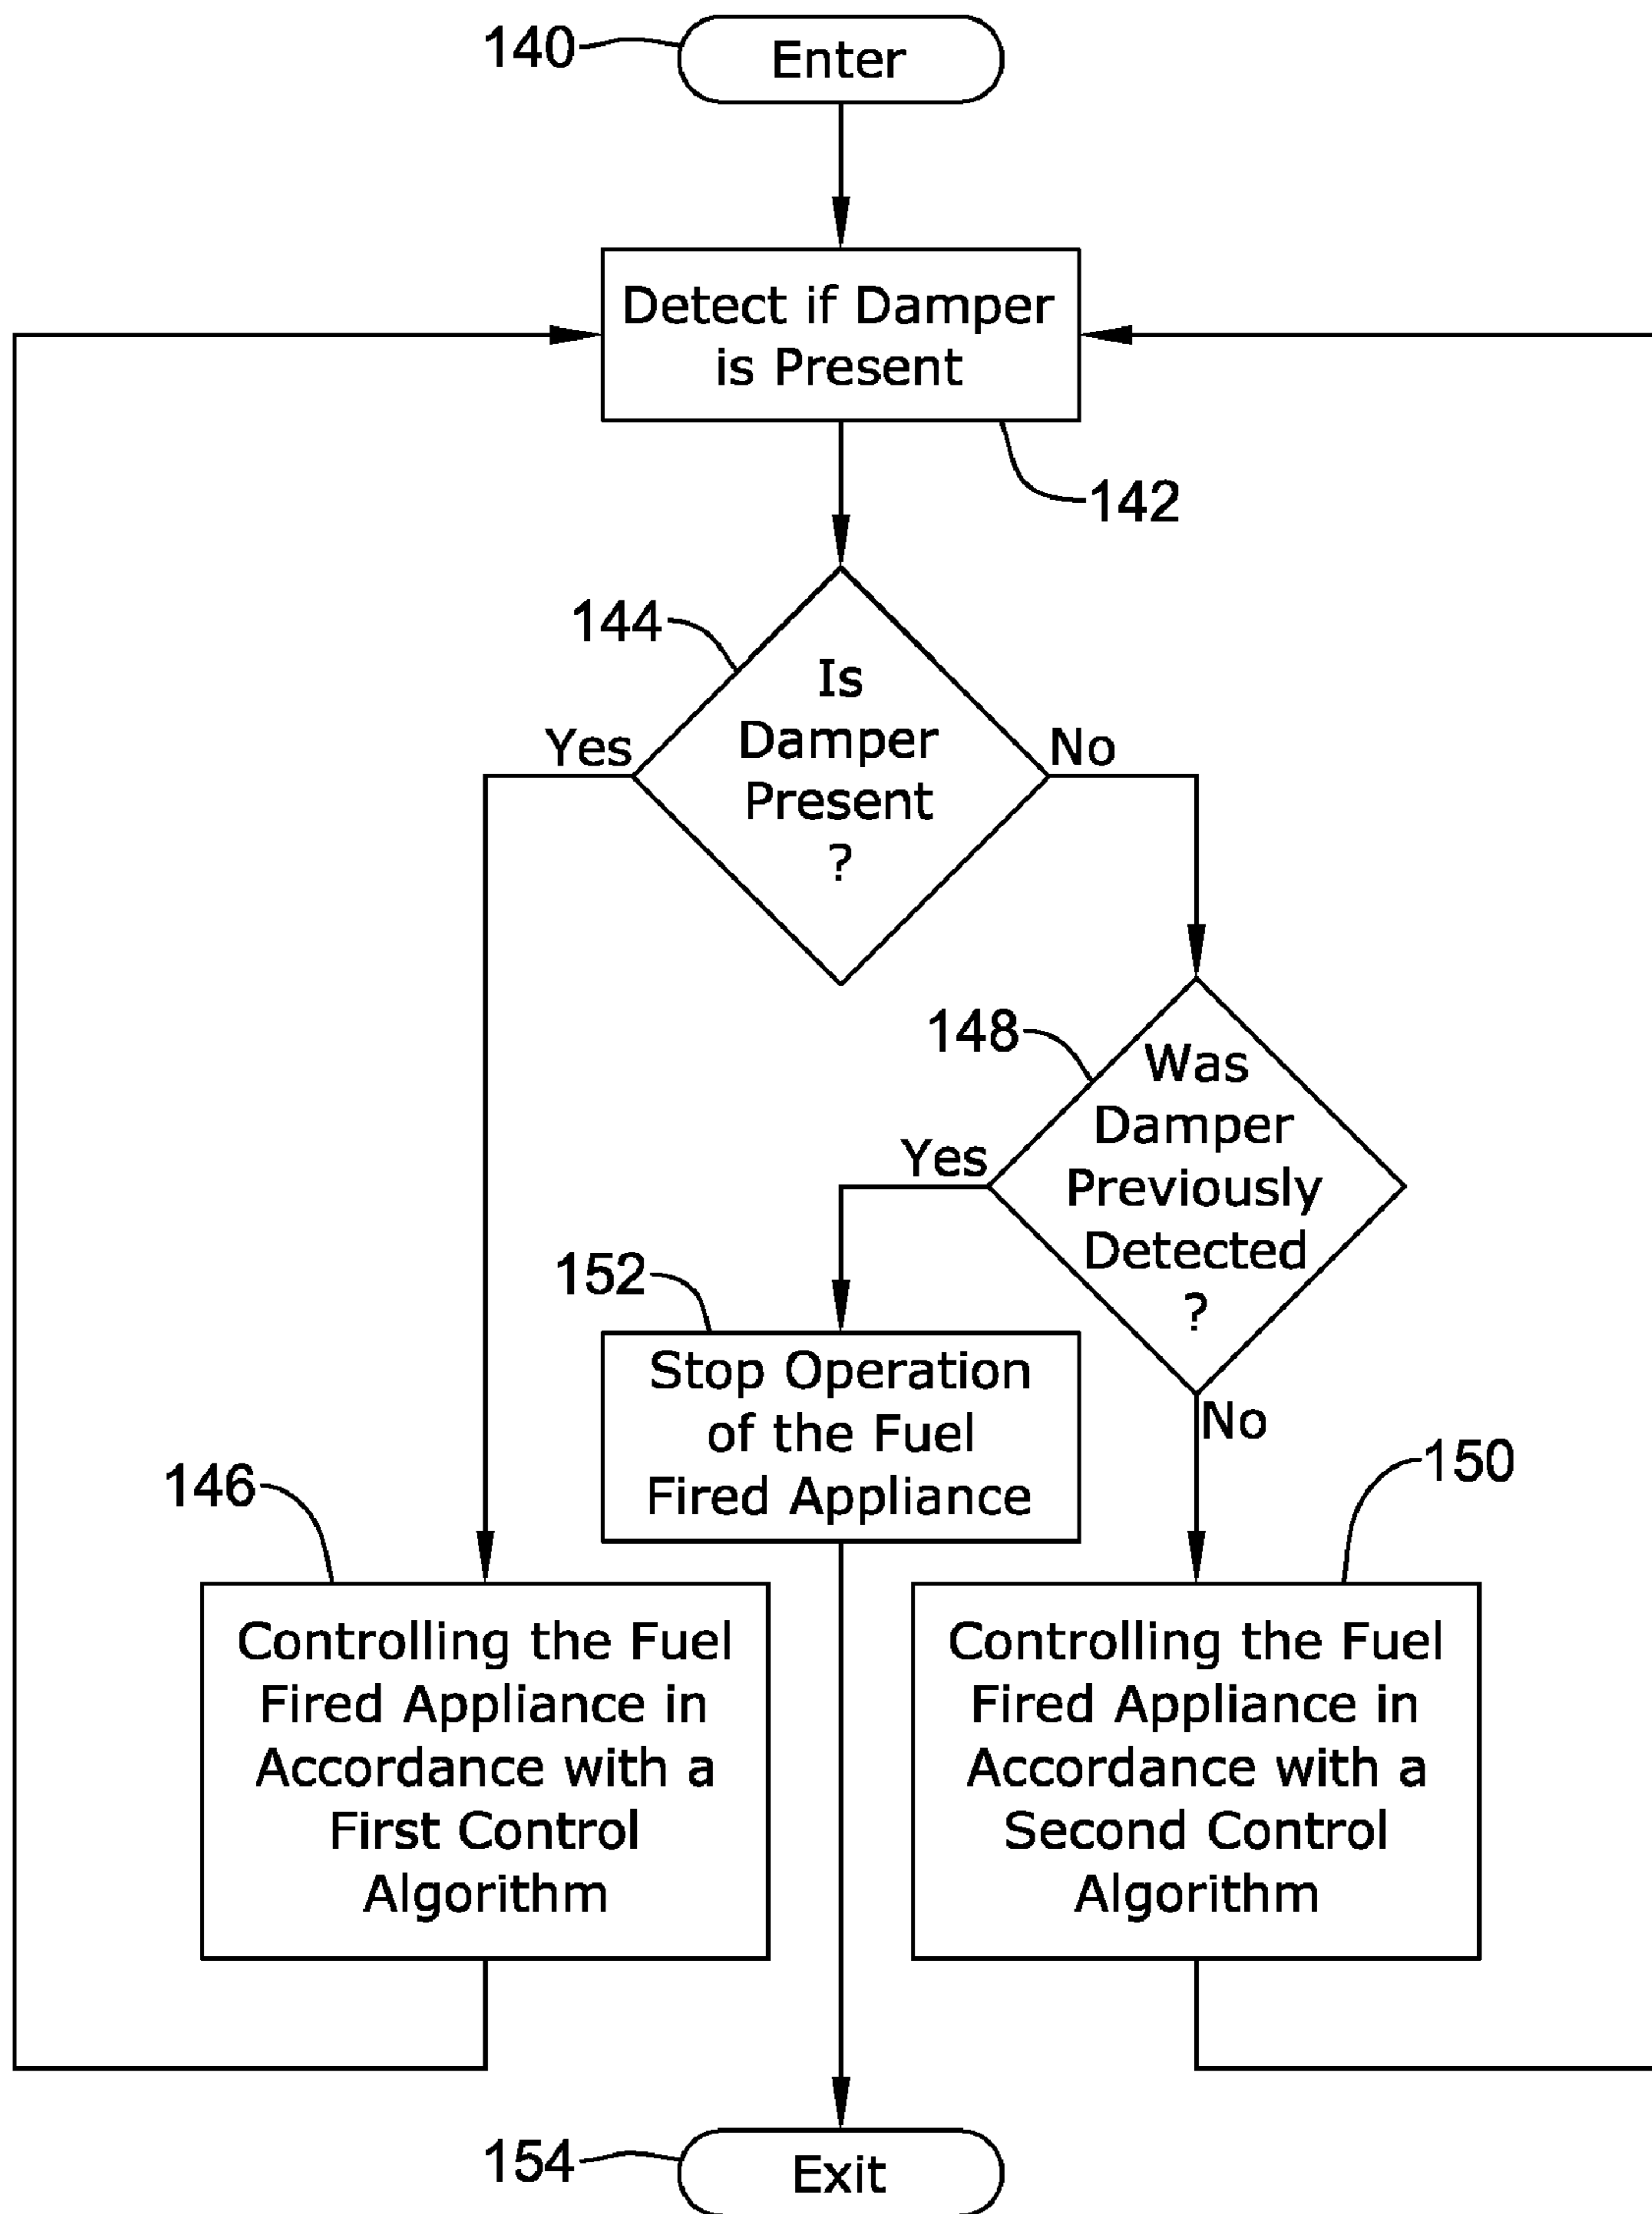 140
Enter
Detect if Damper
is Present
142
144
Is
Damper
Present
?
Yes
No
148
Was
Damper
Previously
Detected
?
Yes
No
152
Stop Operation
of the Fuel
Fired Appliance
146
Controlling the Fuel
Fired Appliance in
Accordance with a
First Control
Algorithm
150
Controlling the Fuel
Fired Appliance in
Accordance with a
Second Control
Algorithm
154
Exit